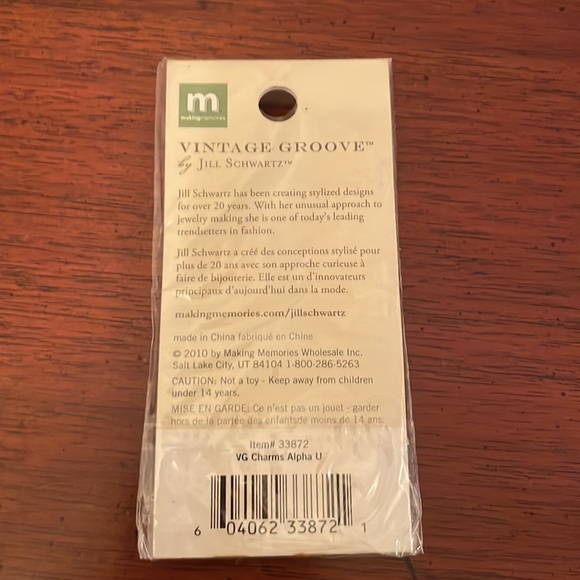 m
makingmemories
VINTAGE GROOVE™
by JILL SCHWARTZ™
Jill Schwartz has been creating stylized designs
for over 20 years. With her unusual approach to
jewelry making she is one of today's leading
trendsetters in fashion.
Jill Schwartz a créé des conceptions stylisé pour
plus de 20 ans avec son approche curieuse à
faire de bijouterie. Elle est un d'innovateurs
principaux d'aujourd'hui dans la mode.
makingmemories.com/jillschwartz
made in China fabriqué en Chine
© 2010 by Making Memories Wholesale Inc.
Salt Lake City, UT 84104 1-800-286-5263
CAUTION: Not a toy - Keep away from children
under 14 years.
MISE EN GARDE: Ce n'est pas un jouet - garder
hors de la parlée des enfantsde moins de 14 ans.
Item# 33872
VG Charms Alpha U
6 04062 33872 1